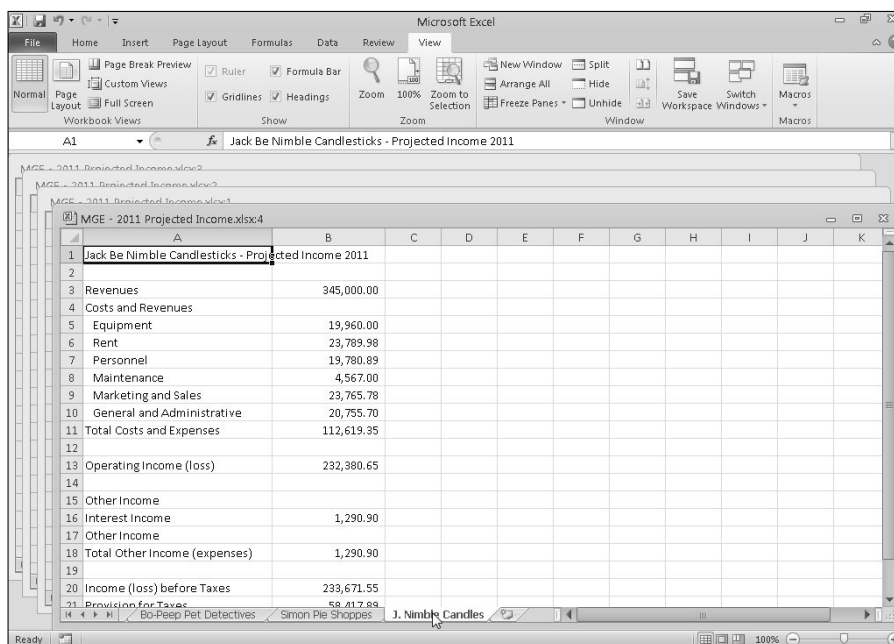 Microsoft Excel
File Home Insert Page Layout Formulas Data Review View
Normal
Page Layout
Page Break Preview
Custom Views
Full Screen
Workbook Views
Ruler
Formula Bar
Gridlines
Headings
Show
Zoom
100%
Zoom to Selection
Zoom
New Window
Arrange All
Freeze Panes
Split
Hide
Unhide
Save Workspace
Switch Windows
Window
Macros
Macros
A1 fx Jack Be Nimble Candlesticks - Projected Income 2011
MGE - 2011 Projected Income.xlsx:3
MGE - 2011 Projected Income.xlsx:2
MGE - 2011 Projected Income.xlsx:1
MGE - 2011 Projected Income.xlsx:4
A B C D E F G H I J K
1 Jack Be Nimble Candlesticks - Projected Income 2011
2
3 Revenues 345,000.00
4 Costs and Revenues
5 Equipment 19,960.00
6 Rent 23,789.98
7 Personnel 19,780.89
8 Maintenance 4,567.00
9 Marketing and Sales 23,765.78
10 General and Administrative 20,755.70
11 Total Costs and Expenses 112,619.35
12
13 Operating Income (loss) 232,380.65
14
15 Other Income
16 Interest Income 1,290.90
17 Other Income
18 Total Other Income (expenses) 1,290.90
19
20 Income (loss) before Taxes 233,671.55
21 Provision for Taxes 58,417.89
Bo-Peep Pet Detectives Simon Pie Shoppes J. Nimble Candles
Ready 100%